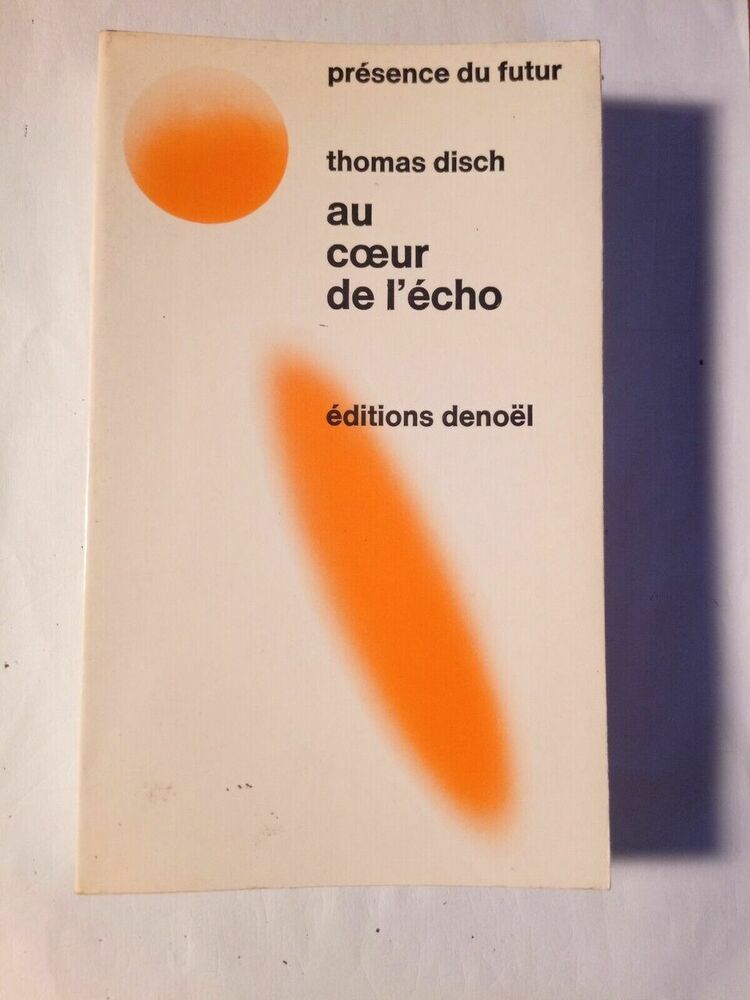 présence du futur
thomas disch
au
cœur
de l'écho
éditions denoël